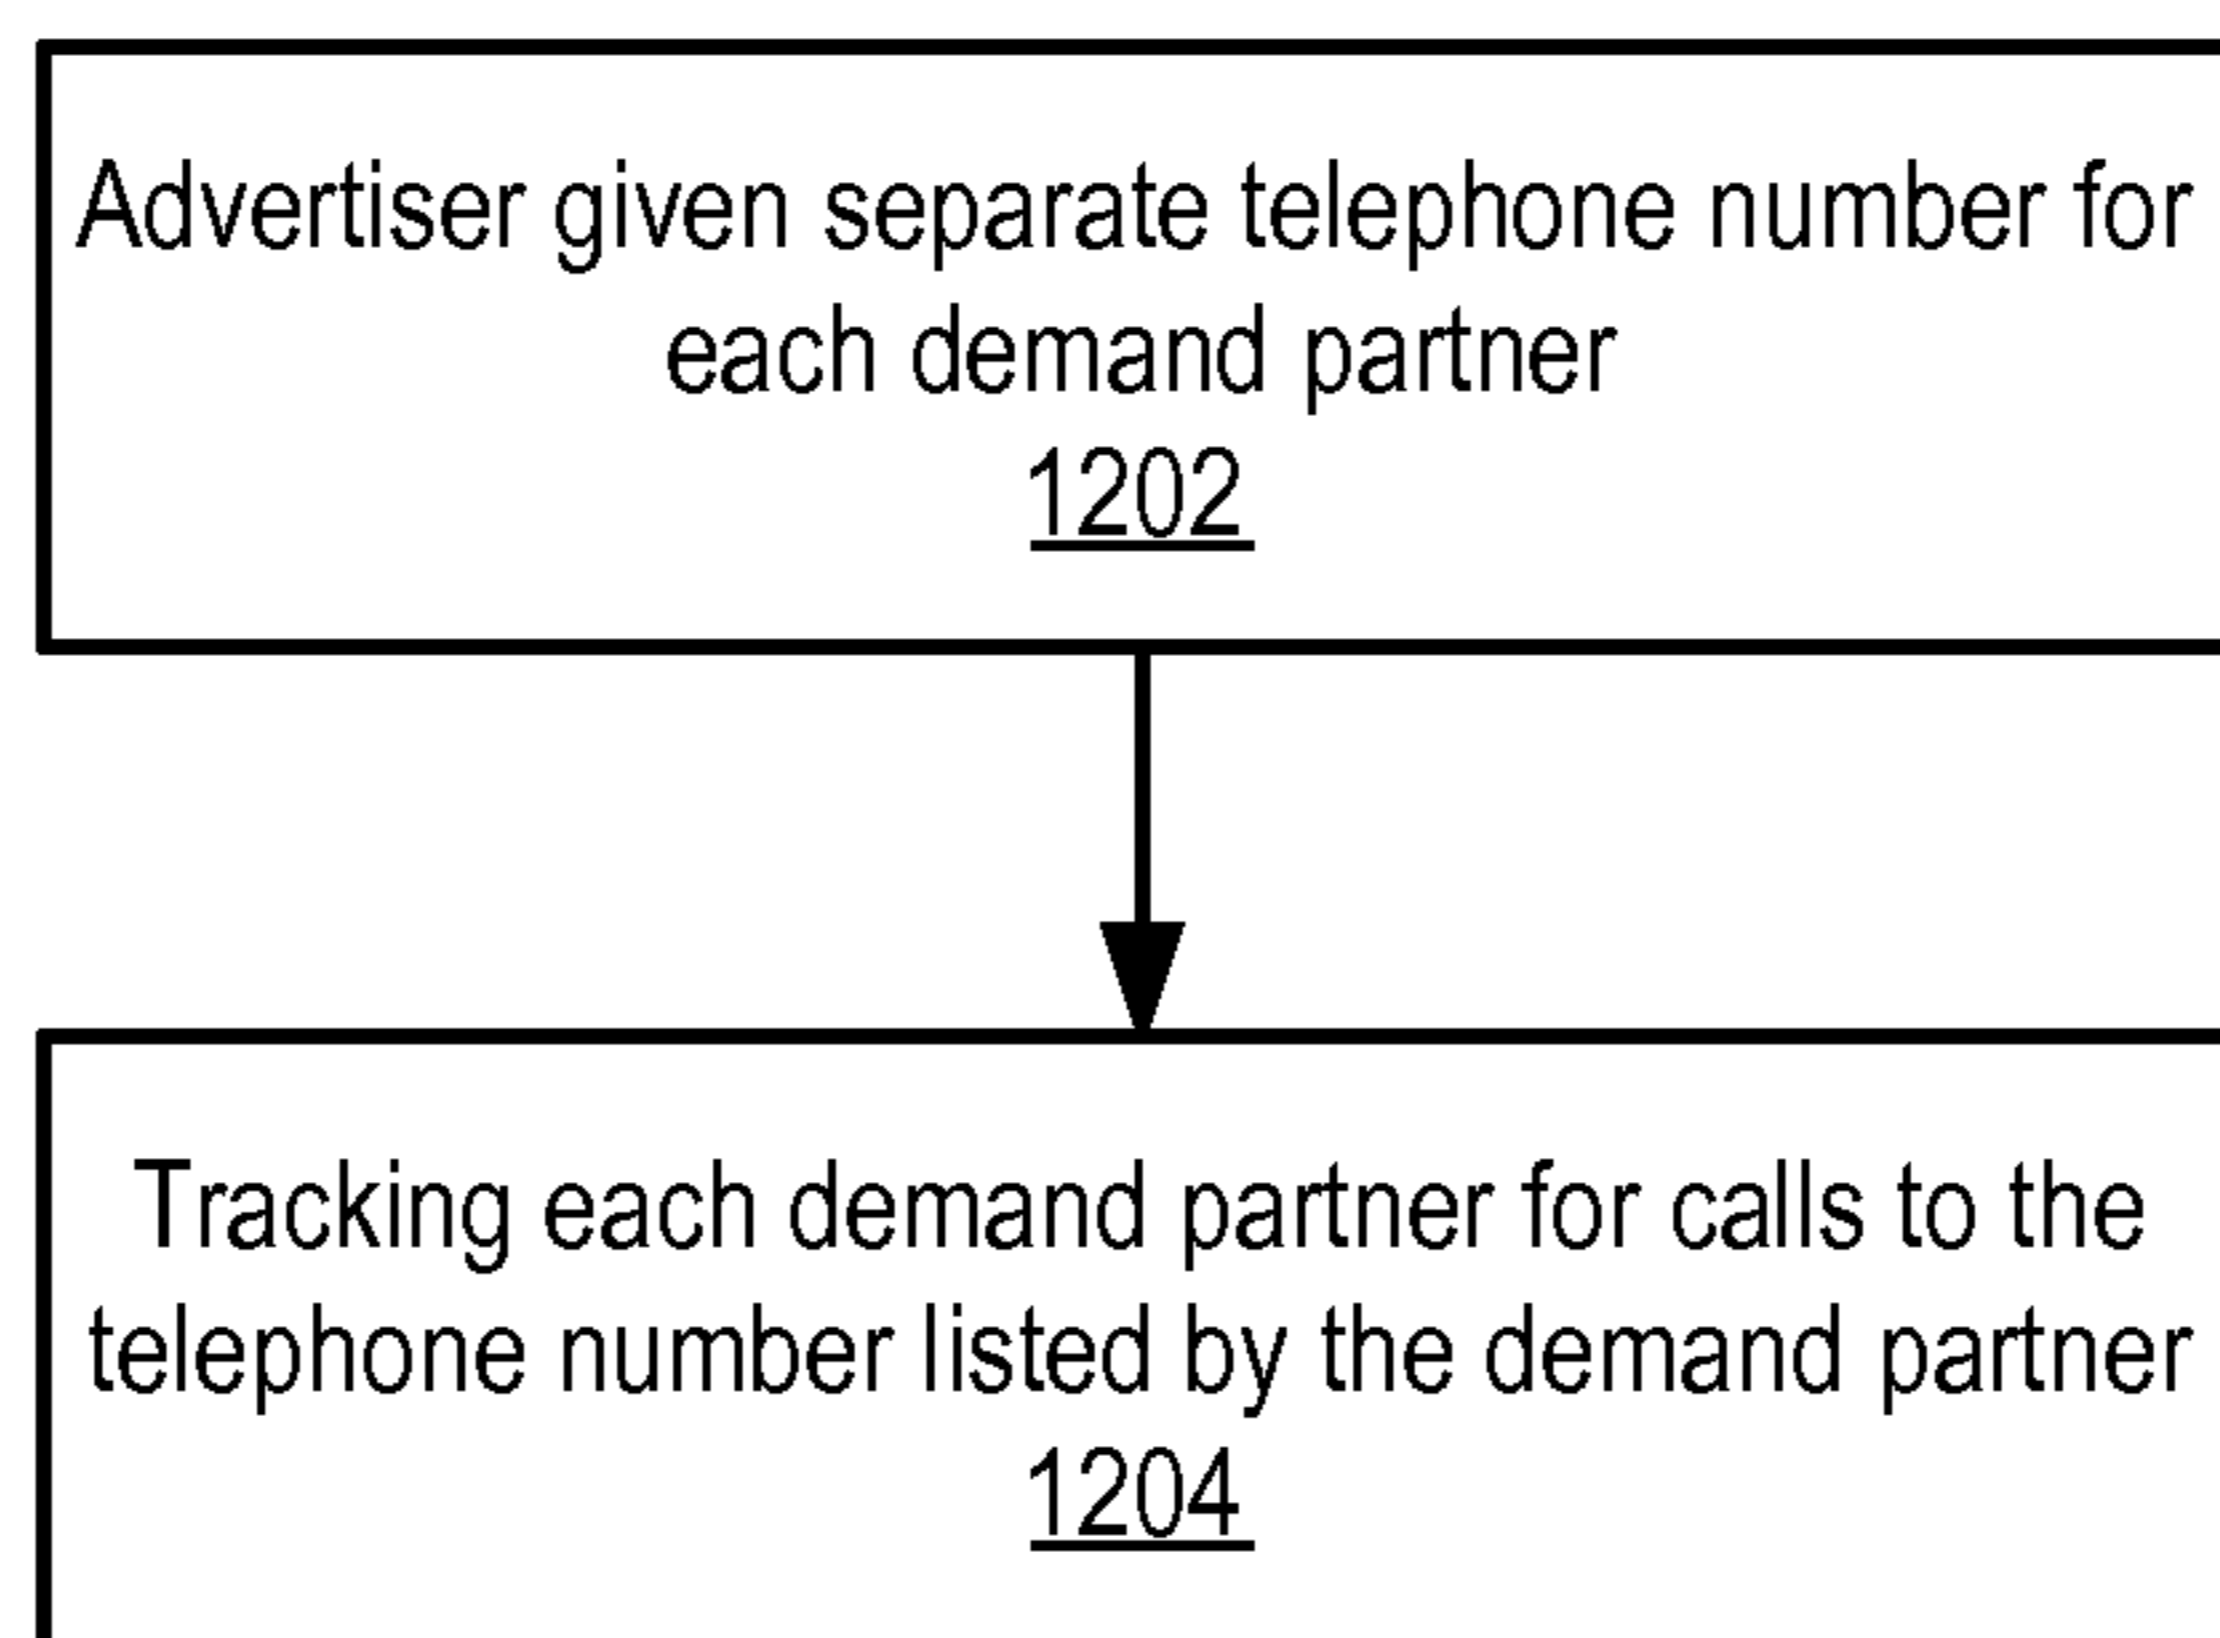 Advertiser given separate telephone number for
each demand partner
1202
Tracking each demand partner for calls to the
telephone number listed by the demand partner
1204